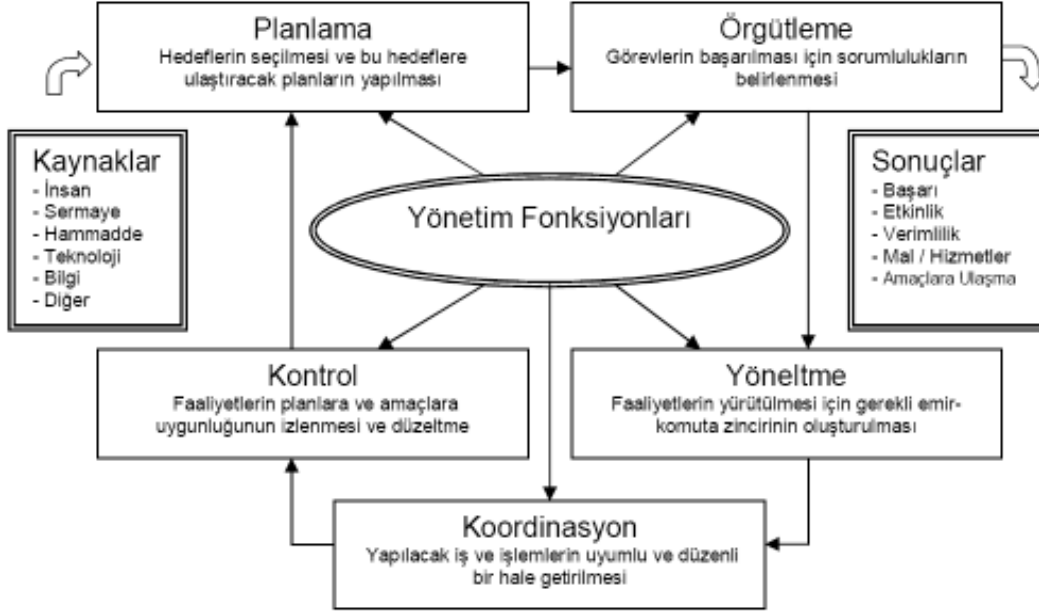 Planlama
Hedeflerin seçilmesi ve bu hedeflere
ulaştıracak planların yapılması
Örgütleme
Görevlerin başarılması için sorumlulukların
belirlenmesi
Kaynaklar
- İnsan
- Sermaye
- Hammadde
- Teknoloji
- Bilgi
- Diğer
Yönetim Fonksiyonları
Sonuçlar
- Başarı
- Etkinlik
- Verimlilik
- Mal / Hizmetler
- Amaçlara Ulaşma
Kontrol
Faaliyetlerin planlara ve amaçlara
uygunluğunun izlenmesi ve düzeltme
Yöneltme
Faaliyetlerin yürütülmesi için gerekli emir-
komuta zincirinin oluşturulması
Koordinasyon
Yapılacak iş ve işlemlerin uyumlu ve düzenli
bir hale getirilmesi